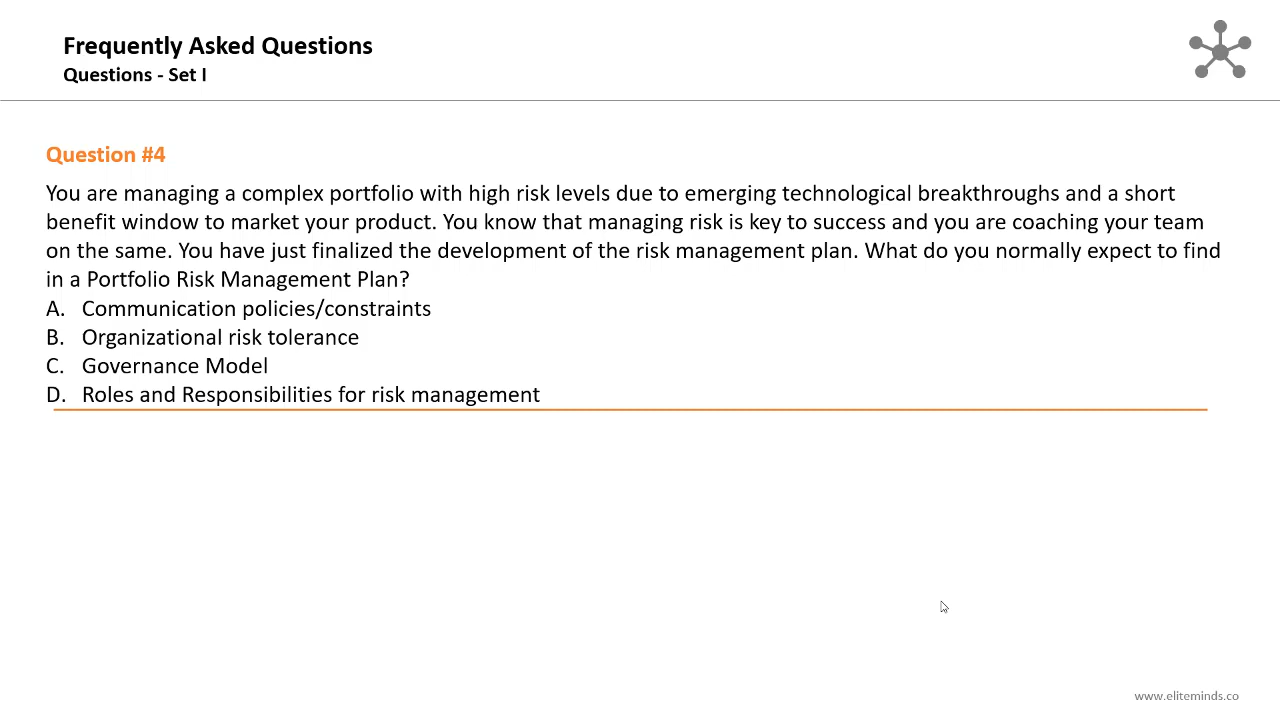 Frequently Asked Questions
Questions - Set I
Question #4
You are managing a complex portfolio with high risk levels due to emerging technological breakthroughs and a short
benefit window to market your product. You know that managing risk is key to success and you are coaching your team
on the same. You have just finalized the development of the risk management plan. What do you normally expect to find
in a Portfolio Risk Management Plan?
A. Communication policies/constraints
B. Organizational risk tolerance
C. Governance Model
D. Roles and Responsibilities for risk management
www.eliteminds.co